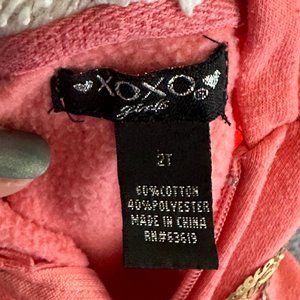 XOXO®
girls
2T
60%COTTON
40%POLYESTER
MADE IN CHINA
RN#63619